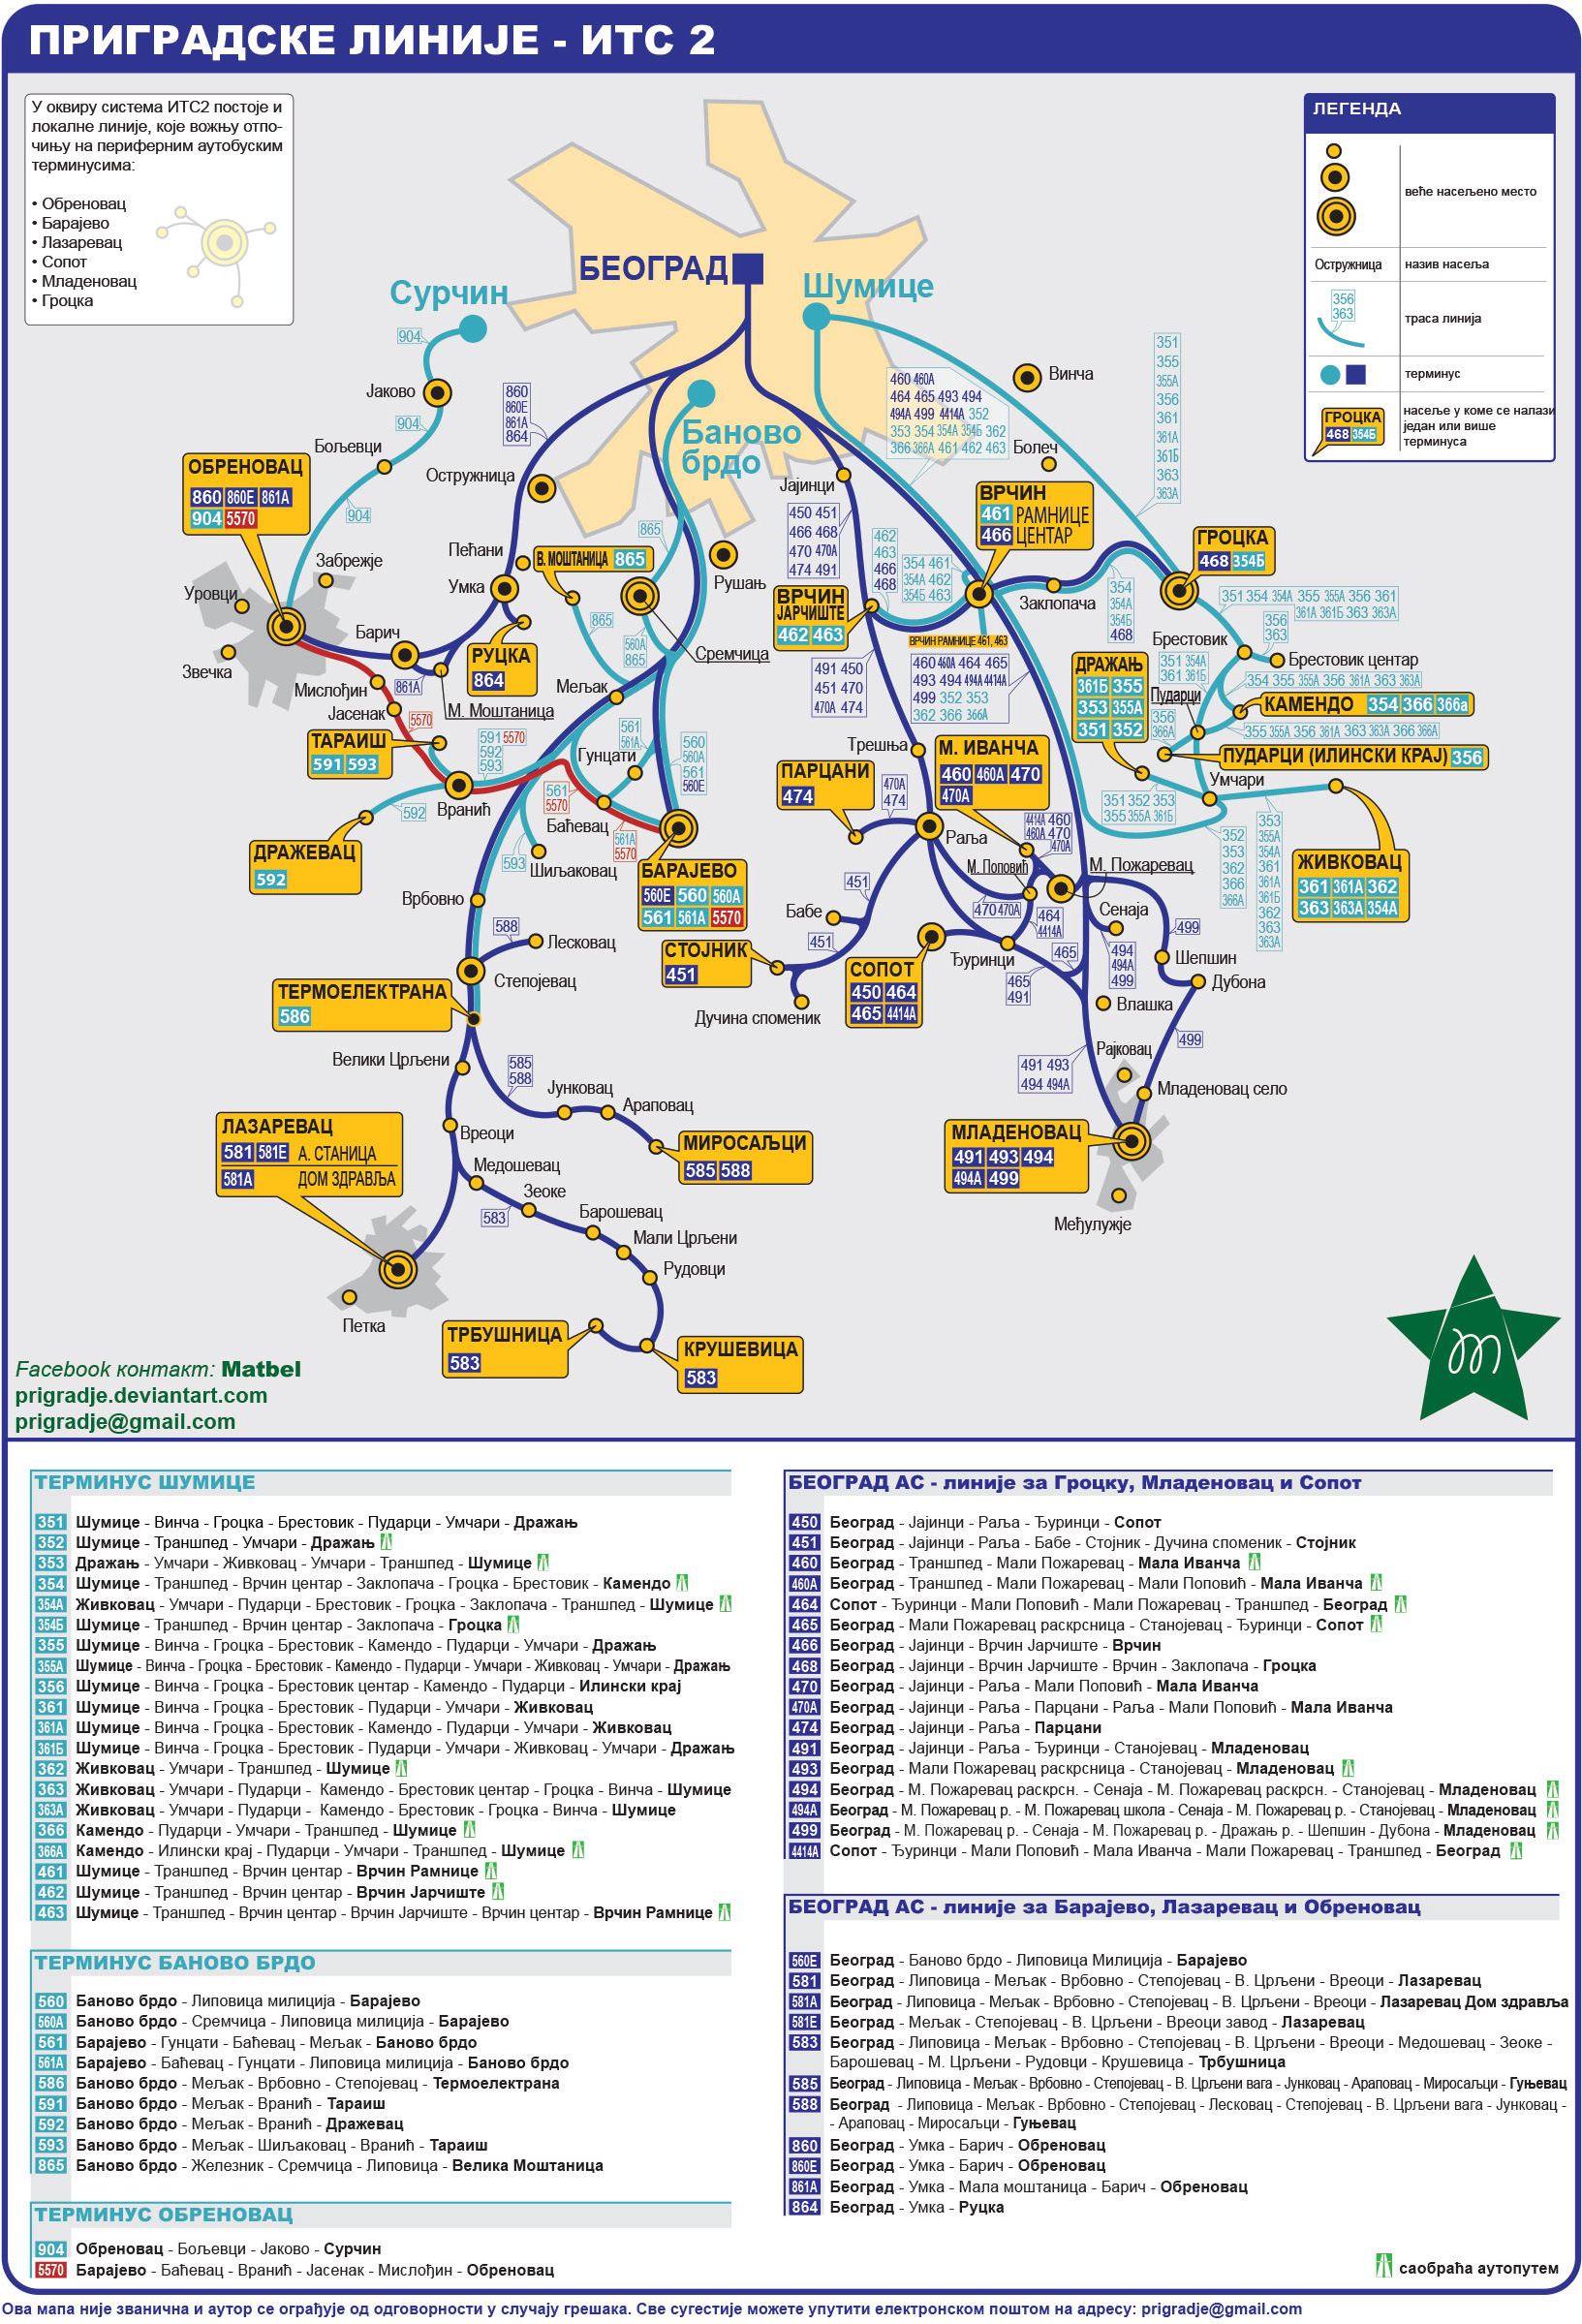 ПРИГРАДСКЕ ЛИНИЈЕ - ИТС 2
У оквиру система ИТС2 постоје и
локалне линије, које вожњу отпо-
чињу на периферним аутобуским
терминусима:
• Обреновац
• Барајево
• Лазаревац
• Сопот
• Младеновац
• Гроцка
ЛЕГЕНДА
веће насељено место
Остружница
назив насеља
356
363
траса линија
терминус
ГРОЦКА
468 354Б
насеље у коме се налази
један или више
терминуса
БЕОГРАД
Шумице
Сурчин
Баново
брдо
904
Јаково
904
Бољевци
904
860
860Е
861А
864
Остружница
ОБРЕНОВАЦ
860 860Е 861А
904 5570
Забрежје
Уровци
Звечка
Пећани
Умка
Барич
861А
РУЦКА
864
М. Моштаница
В. МОШТАНИЦА 865
865
865
560А
865
Рушањ
Сремчица
Мељак
Мислођин
Јасенак
5570
ТАРАИШ
591 593
591 5570
592
593
592
Вранић
ДРАЖЕВАЦ
592
561
561А
Гунцати
560
560А
561
560Е
561
5570
Баћевац
561А
5570
593
Шиљаковац
БАРАЈЕВО
560Е 560 560А
561 561А 5570
Врбовно
588
Лесковац
Степојевац
ТЕРМОЕЛЕКТРАНА
586
Велики Црљени
585
588
Јунковац
Араповац
МИРОСАЉЦИ
585 588
Вреоци
Медошевац
Зеоке
583
Барошевац
Мали Црљени
Рудовци
ЛАЗАРЕВАЦ
581 581Е А. СТАНИЦА
581А ДОМ ЗДРАВЉА
Петка
ТРБУШНИЦА
583
КРУШЕВИЦА
583
Винча
Болеч
460 460А
464 465 493 494
494А 499 4414А 352
353 354 354А 354Б 362
366 366А 461 462 463
351
355
355А
356
361
361А
361Б
363
363А
Јајинци
450 451
466 468
470 470А
474 491
462
463
466
468
354 461
354А 462
354Б 463
ВРЧИН
461 РАМНИЦЕ
466 ЦЕНТАР
ВРЧИН
ЈАРЧИШТЕ
462 463
ВРЧИН РАМНИЦЕ 461, 463
Заклопача
354
354А
354Б
468
ГРОЦКА
468 354Б
351 354 354А 355 355А 356 361
361А 361Б 363 363А
356
363
Брестовик
Брестовик центар
351 354А
361 361Б
354 355 355А 356 361А 363 363А
Пударци
КАМЕНДО 354 366 366а
356
366А
355 355А 356 361А 363 363А 366 366А
ПУДАРЦИ (ИЛИНСКИ КРАЈ) 356
ДРАЖАЊ
361Б 355
353 355А
351 352
Умчари
351 352 353
355 355А 361Б
352
353
362
366
366А
353
355А
354А
361
361А
361Б
362
363
363А
ЖИВКОВАЦ
361 361А 362
363 363А 354А
491 450
451 470
470А 474
460 460А 464 465
493 494 494А 4414А
499 352 353
362 366 366А
Трешња
ПАРЦАНИ
474
470А
474
М. ИВАНЧА
460 460А 470
470А
Раља
4414А 460
460А 470
470А
М. Поповић
М. Пожаревац
470 470А
464
4414А
451
Бабе
451
СТОЈНИК
451
Дучина споменик
СОПОТ
450 464
465 4414А
Ђуринци
465
465
491
Сенаја
494
494А
499
499
Шепшин
Дубона
Влашка
499
491 493
494 494А
Рајковац
Младеновац село
МЛАДЕНОВАЦ
491 493 494
494А 499
Међулужје
Facebook контакт: Matbel
prigradje.deviantart.com
prigradje@gmail.com
ТЕРМИНУС ШУМИЦЕ
351 Шумице - Винча - Гроцка - Брестовик - Пударци - Умчари - Дражањ
352 Шумице - Траншпед - Умчари - Дражањ
353 Дражањ - Умчари - Живковац - Умчари - Траншпед - Шумице
354 Шумице - Траншпед - Врчин центар - Заклопача - Гроцка - Брестовик - Камендо
354А Живковац - Умчари - Пударци - Брестовик - Гроцка - Заклопача - Траншпед - Шумице
354Б Шумице - Траншпед - Врчин центар - Заклопача - Гроцка
355 Шумице - Винча - Гроцка - Брестовик - Камендо - Пударци - Умчари - Дражањ
355А Шумице - Винча - Гроцка - Брестовик - Камендо - Пударци - Умчари - Живковац - Умчари - Дражањ
356 Шумице - Винча - Гроцка - Брестовик центар - Камендо - Пударци - Илински крај
361 Шумице - Винча - Гроцка - Брестовик - Пударци - Умчари - Живковац
361А Шумице - Винча - Гроцка - Брестовик - Камендо - Пударци - Умчари - Живковац
361Б Шумице - Винча - Гроцка - Брестовик - Пударци - Умчари - Живковац - Умчари - Дражањ
362 Живковац - Умчари - Траншпед - Шумице
363 Живковац - Умчари - Пударци - Камендо - Брестовик центар - Гроцка - Винча - Шумице
363А Живковац - Умчари - Пударци - Камендо - Брестовик - Гроцка - Винча - Шумице
366 Камендо - Пударци - Умчари - Траншпед - Шумице
366А Камендо - Илински крај - Пударци - Умчари - Траншпед - Шумице
461 Шумице - Траншпед - Врчин центар - Врчин Рамнице
462 Шумице - Траншпед - Врчин центар - Врчин Јарчиште
463 Шумице - Траншпед - Врчин центар - Врчин Јарчиште - Врчин центар - Врчин Рамнице
ТЕРМИНУС БАНОВО БРДО
560 Баново брдо - Липовица милиција - Барајево
560А Баново брдо - Сремчица - Липовица милиција - Барајево
561 Барајево - Гунцати - Баћевац - Мељак - Баново брдо
561А Барајево - Баћевац - Гунцати - Липовица милиција - Баново брдо
586 Баново брдо - Мељак - Врбовно - Степојевац - Термоелектрана
591 Баново брдо - Мељак - Вранић - Тараиш
592 Баново брдо - Мељак - Вранић - Дражевац
593 Баново брдо - Мељак - Шиљаковац - Вранић - Тараиш
865 Баново брдо - Железник - Сремчица - Липовица - Велика Моштаница
ТЕРМИНУС ОБРЕНОВАЦ
904 Обреновац - Бољевци - Јаково - Сурчин
5570 Барајево - Баћевац - Вранић - Јасенак - Мислођин - Обреновац
БЕОГРАД АС - линије за Гроцку, Младеновац и Сопот
450 Београд - Јајинци - Раља - Ђуринци - Сопот
451 Београд - Јајинци - Раља - Бабе - Стојник - Дучина споменик - Стојник
460 Београд - Траншпед - Мали Пожаревац - Мала Иванча
460А Београд - Траншпед - Мали Пожаревац - Мали Поповић - Мала Иванча
464 Сопот - Ђуринци - Мали Поповић - Мали Пожаревац - Траншпед - Београд
465 Београд - Мали Пожаревац раскрсница - Станојевац - Ђуринци - Сопот
466 Београд - Јајинци - Врчин Јарчиште - Врчин
468 Београд - Јајинци - Врчин Јарчиште - Врчин - Заклопача - Гроцка
470 Београд - Јајинци - Раља - Мали Поповић - Мала Иванча
470А Београд - Јајинци - Раља - Парцани - Раља - Мали Поповић - Мала Иванча
474 Београд - Јајинци - Раља - Парцани
491 Београд - Јајинци - Раља - Ђуринци - Станојевац - Младеновац
493 Београд - Мали Пожаревац раскрсница - Станојевац - Младеновац
494 Београд - М. Пожаревац раскрсн. - Сенаја - М. Пожаревац раскрсн. - Станојевац - Младеновац
494А Београд - М. Пожаревац р. - М. Пожаревац школа - Сенаја - М. Пожаревац р. - Станојевац - Младеновац
499 Београд - М. Пожаревац р. - Сенаја - М. Пожаревац р. - Дражањ р. - Шепшин - Дубона - Младеновац
4414А Сопот - Ђуринци - Мали Поповић - Мала Иванча - Мали Пожаревац - Траншпед - Београд
БЕОГРАД АС - линије за Барајево, Лазаревац и Обреновац
560Е Београд - Баново брдо - Липовица Милиција - Барајево
581 Београд - Липовица - Мељак - Врбовно - Степојевац - В. Црљени - Вреоци - Лазаревац
581А Београд - Липовица - Мељак - Врбовно - Степојевац - В. Црљени - Вреоци - Лазаревац Дом здравља
581Е Београд - Мељак - Степојевац - В. Црљени - Вреоци завод - Лазаревац
583 Београд - Липовица - Мељак - Врбовно - Степојевац - В. Црљени - Вреоци - Медошевац - Зеоке -
Барошевац - М. Црљени - Рудовци - Крушевица - Трбушница
585 Београд - Липовица - Мељак - Врбовно - Степојевац - В. Црљени вага - Јунковац - Араповац - Миросаљци - Гуњевац
588 Београд - Липовица - Мељак - Врбовно - Степојевац - Лесковац - Степојевац - В. Црљени вага - Јунковац -
- Араповац - Миросаљци - Гуњевац
860 Београд - Умка - Барич - Обреновац
860Е Београд - Умка - Барич - Обреновац
861А Београд - Умка - Мала моштаница - Барич - Обреновац
864 Београд - Умка - Руцка
саобраћа аутопутем
Ова мапа није званична и аутор се ограђује од одговорности у случају грешака. Све сугестије можете упутити електронском поштом на адресу: prigradje@gmail.com